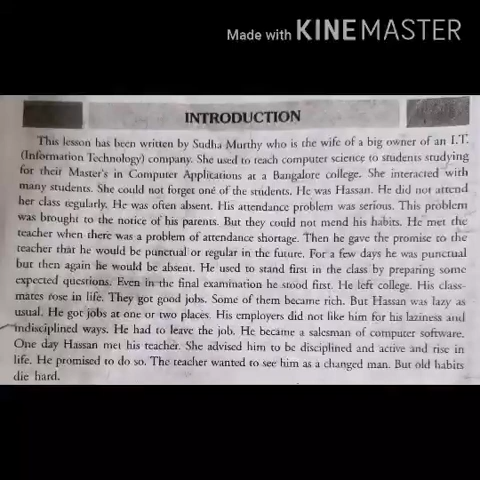 Made with KINEMASTER
INTRODUCTION
This lesson has been written by Sudha Murthy who is the wife of a big owner of an I.T.
(Information Technology) company. She used to teach computer science to students studying
for their Master's in Computer Applications at a Bangalore college. She interacted with
many students. She could not forget one of the students. He was Hassan. He did not attend
her class regularly. He was often absent. His attendance problem was serious. This problem
was brought to the notice of his parents. But they could not mend his habits. He met the
teacher when there was a problem of attendance shortage. Then he gave the promise to the
teacher that he would be punctual or regular in the future. For a few days he was punctual
but then again he would be absent. He used to stand first in the class by preparing some
expected questions. Even in the final examination he stood first. He left college. His class-
mates rose in life. They got good jobs. Some of them became rich. But Hassan was lazy as
usual. He got jobs at one or two places. His employers did not like him for his laziness and
indisciplined ways. He had to leave the job. He became a salesman of computer software.
One day Hassan met his teacher. She advised him to be disciplined and active and rise in
life. He promised to do so. The teacher wanted to see him as a changed man. But old habits
die hard.